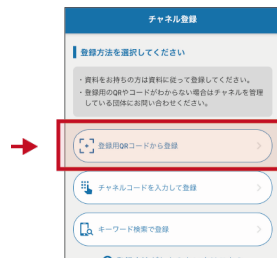 チャネル登録
登録方法を選択してください
・資料をお持ちの方は資料に従って登録してください。
・登録用のQRやコードがわからない場合はチャネルを管理
している団体にお問い合わせください。
登録用QRコードから登録
チャネルコードを入力して登録
キーワード検索で登録